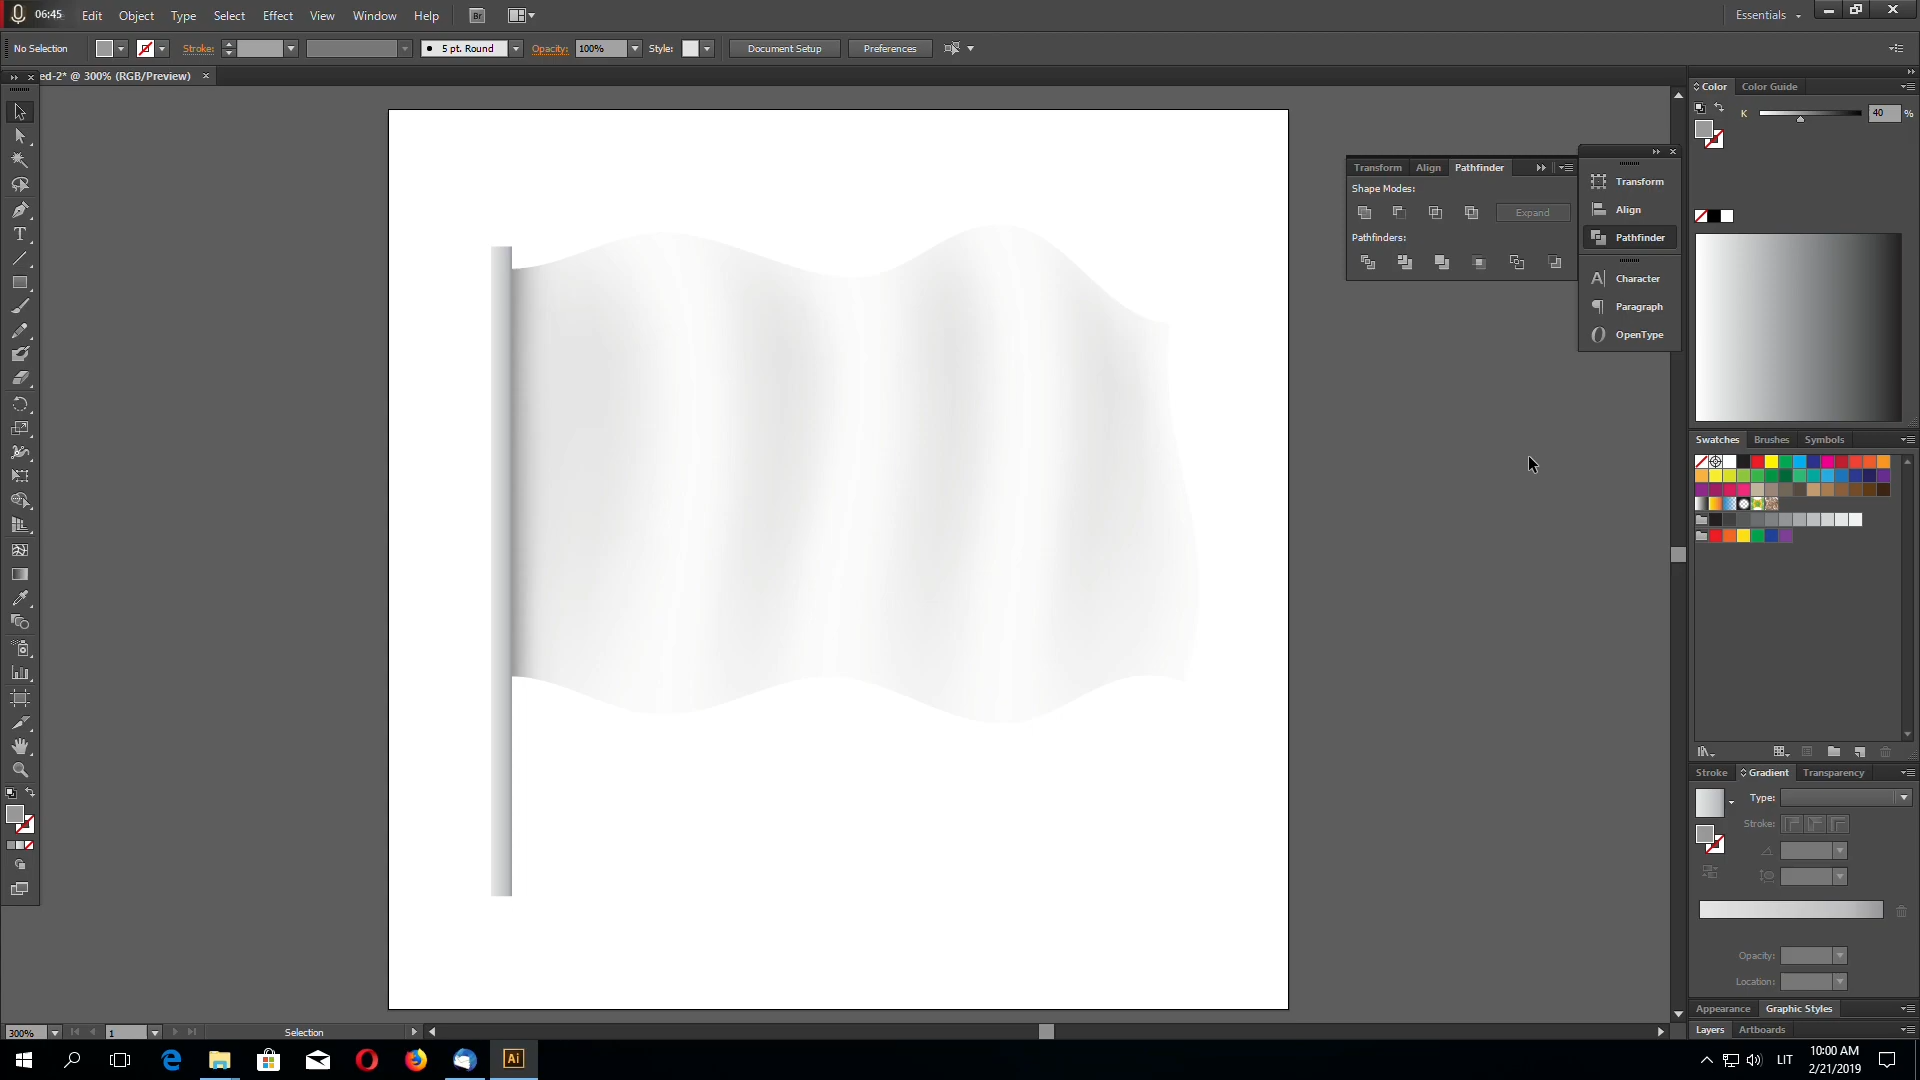 06:45
Edit
Object
Type
Select
Effect
View
Window
Help
Br
Essentials
No Selection
Stroke:
5 pt. Round
Opacity:
100%
Style:
Document Setup
Preferences
ed-2* @ 300% (RGB/Preview)
Color
Color Guide
K
40
%
Transform
Align
Pathfinder
Shape Modes:
Expand
Pathfinders:
Transform
Align
Pathfinder
Character
Paragraph
OpenType
Swatches
Brushes
Symbols
Stroke
Gradient
Transparency
Type:
Stroke:
Opacity:
Location:
Appearance
Graphic Styles
Layers
Artboards
300%
1
Selection
Ai
LIT
10:00 AM
2/21/2019